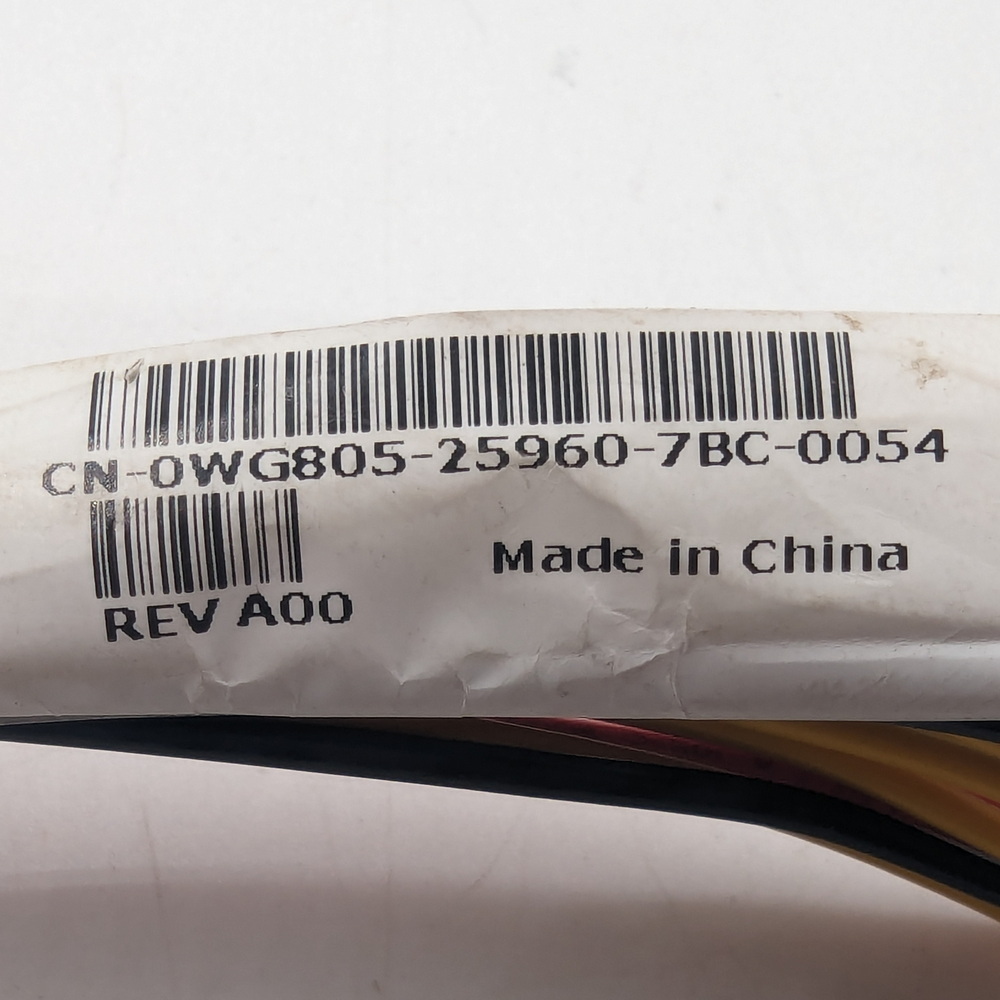 CN-0WG805-25960-7BC-0054
REV A00
Made in China